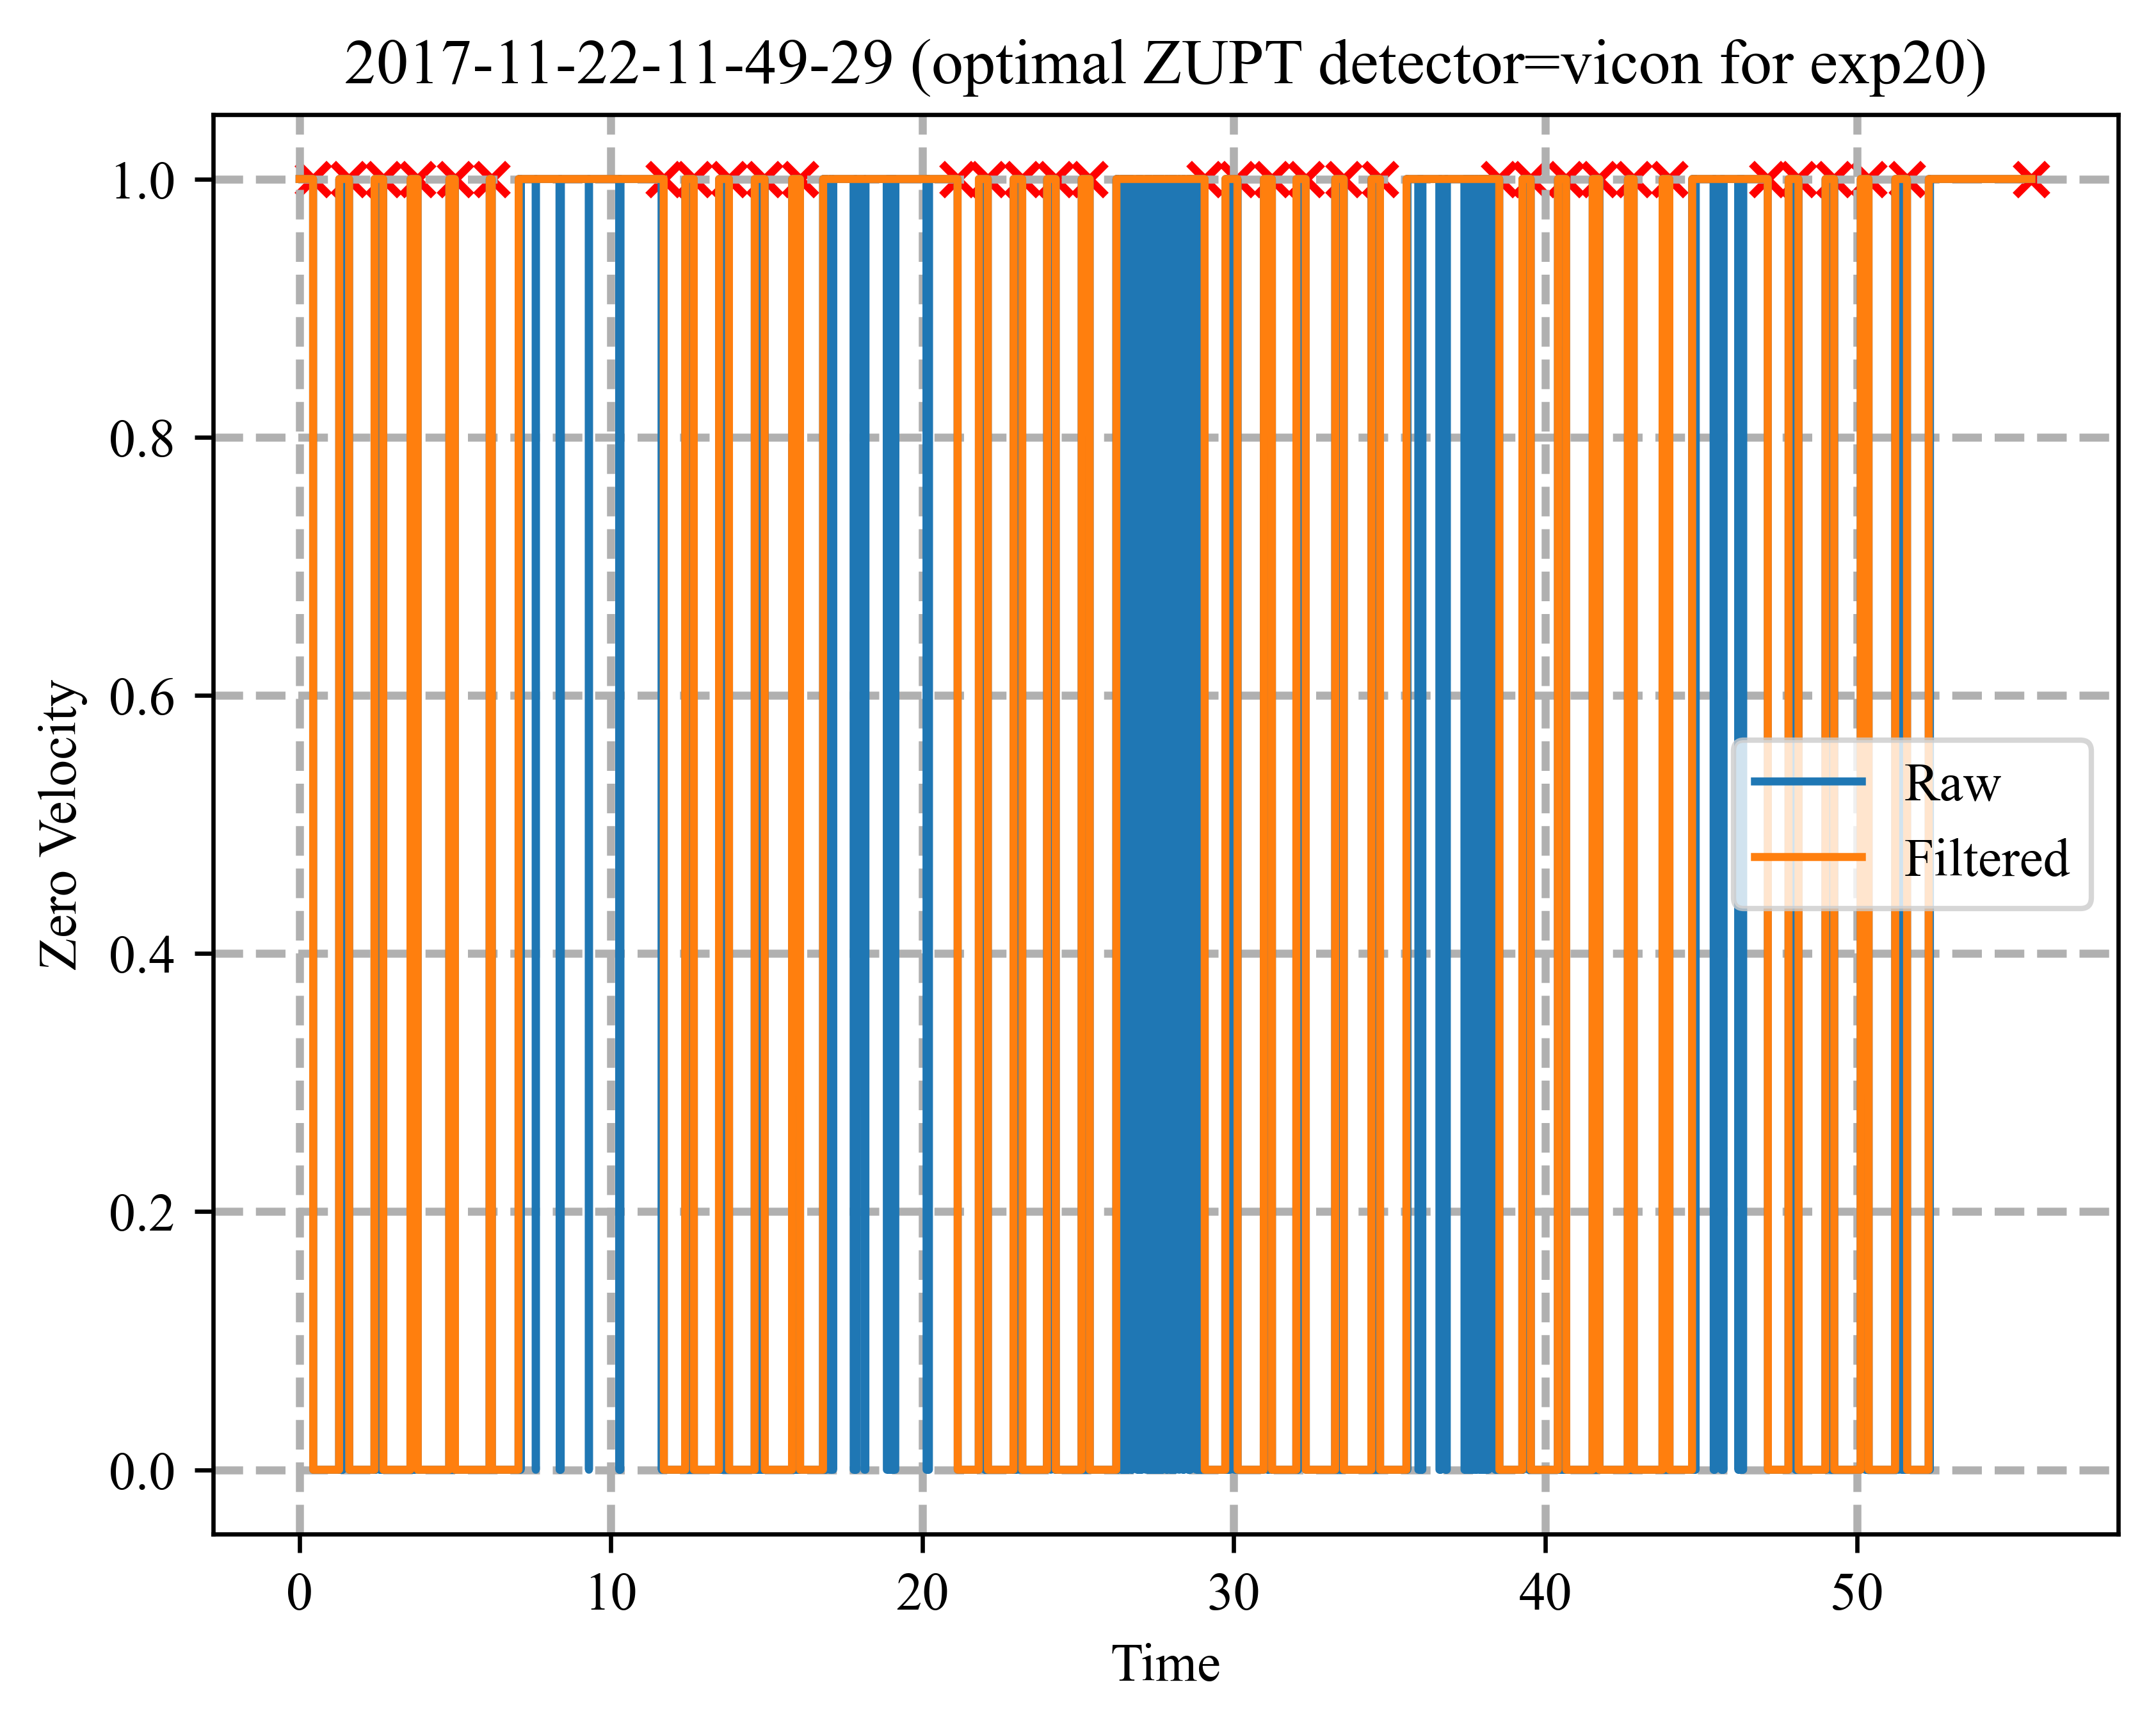 2017-11-22-11-49-29 (optimal ZUPT detector=vicon for exp20)
Zero Velocity
1.0
0.8
0.6
0.4
0.2
0.0
Raw
Filtered
0 10 20 30 40 50
Time